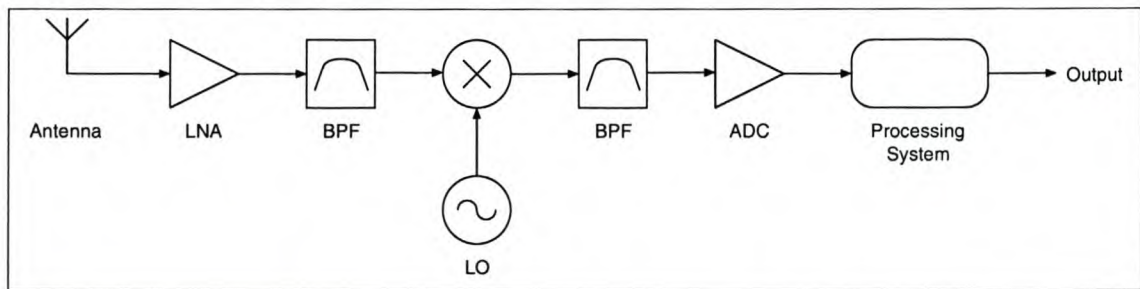 Output
Antenna
LNA
BPF
BPF
ADC
Processing
System
LO